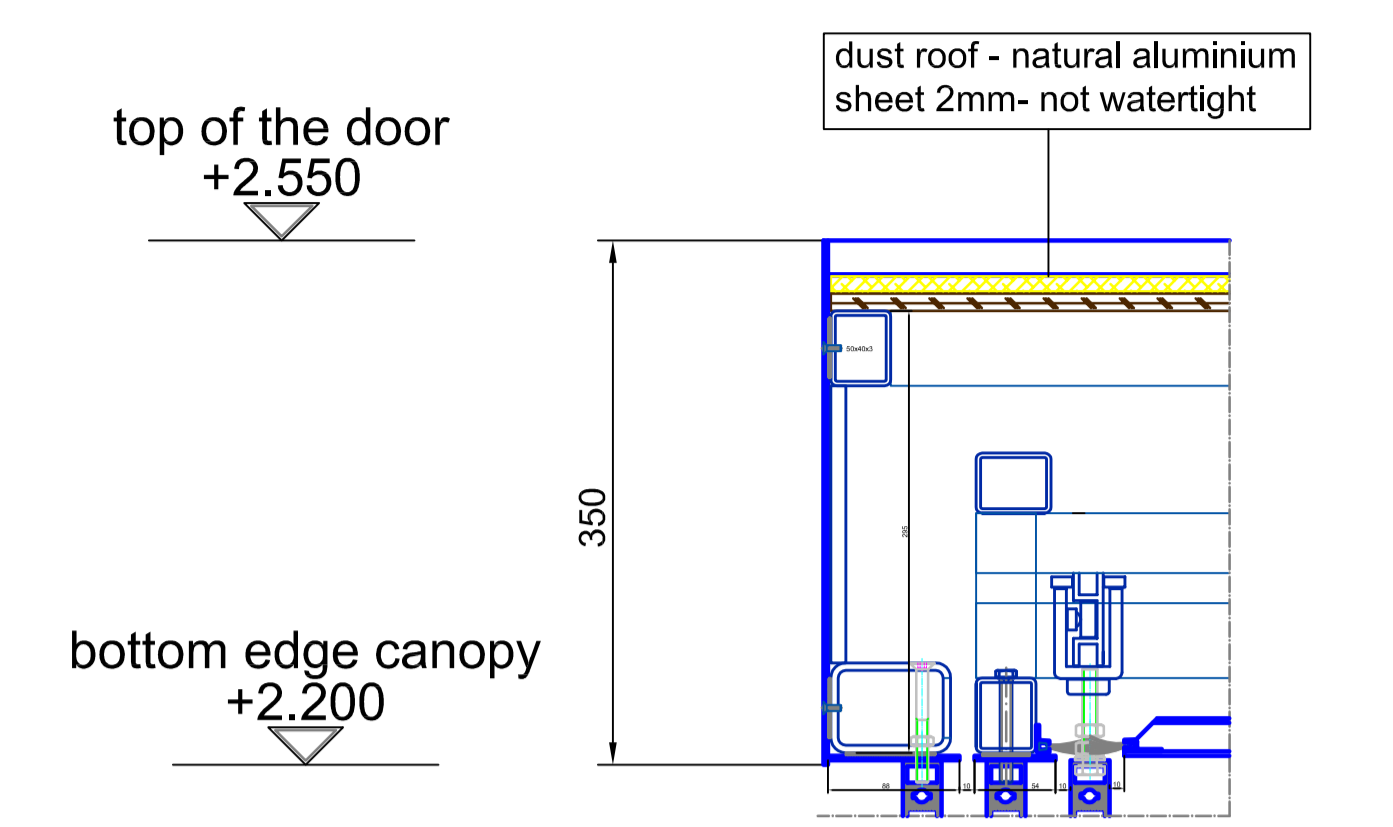 dust roof - natural aluminium
sheet 2mm- not watertight
top of the door
+2.550
50x40x3
350
295
bottom edge canopy
+2.200
88
10
54
10
10